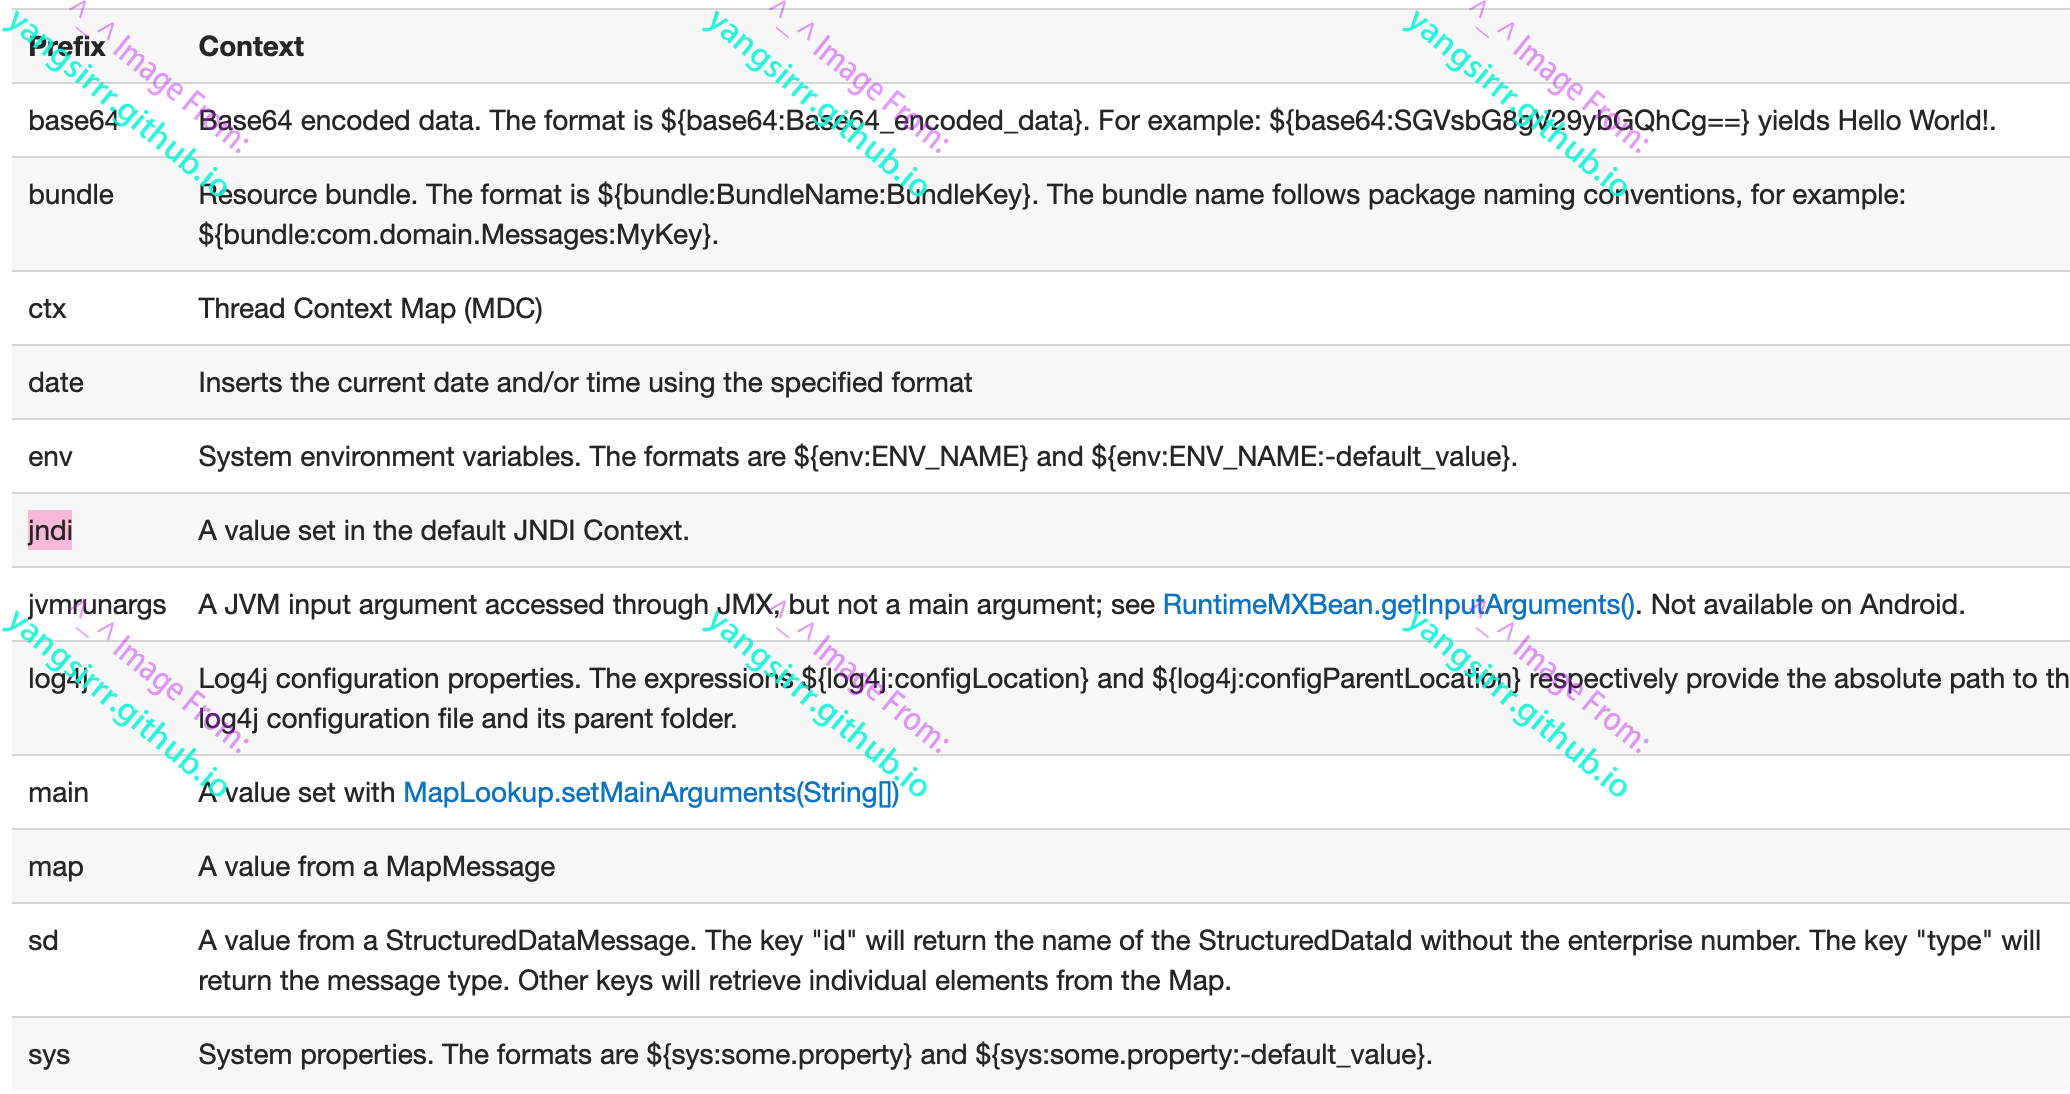 Prefix Context
base64 Base64 encoded data. The format is ${base64:Base64_encoded_data}. For example: ${base64:SGVsbG8gV29ybGQhCg==} yields Hello World!.
bundle Resource bundle. The format is ${bundle:BundleName:BundleKey}. The bundle name follows package naming conventions, for example:
${bundle:com.domain.Messages:MyKey}.
ctx Thread Context Map (MDC)
date Inserts the current date and/or time using the specified format
env System environment variables. The formats are ${env:ENV_NAME} and ${env:ENV_NAME:-default_value}.
jndi A value set in the default JNDI Context.
jvmrunargs A JVM input argument accessed through JMX, but not a main argument; see RuntimeMXBean.getInputArguments(). Not available on Android.
log4j Log4j configuration properties. The expressions ${log4j:configLocation} and ${log4j:configParentLocation} respectively provide the absolute path to th
log4j configuration file and its parent folder.
main A value set with MapLookup.setMainArguments(String[])
map A value from a MapMessage
sd A value from a StructuredDataMessage. The key "id" will return the name of the StructuredDataId without the enterprise number. The key "type" will
return the message type. Other keys will retrieve individual elements from the Map.
sys System properties. The formats are ${sys:some.property} and ${sys:some.property:-default_value}.
^_^ Image From:
yangsirrr.github.io
^_^ Image From:
yangsirrr.github.io
^_^ Image From:
yangsirrr.github.io
^_^ Image From:
yangsirrr.github.io
^_^ Image From:
yangsirrr.github.io
^_^ Image From:
yangsirrr.github.io